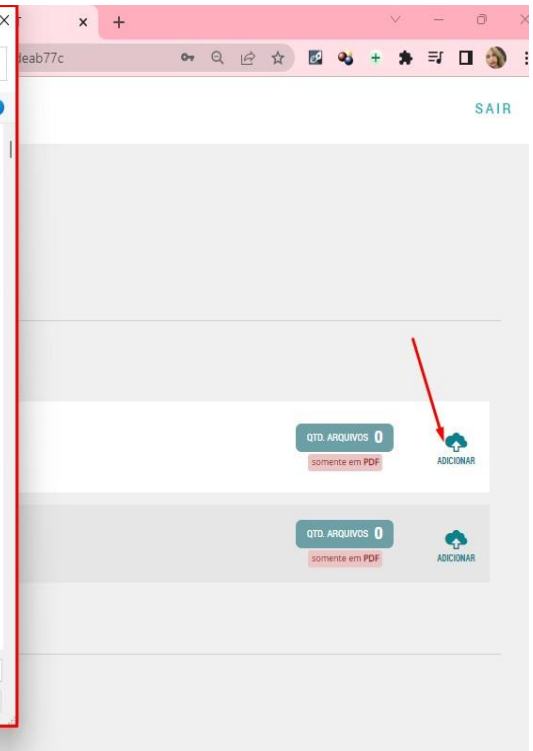 deab77c
SAIR
QTD. ARQUIVOS 0
somente em PDF
ADICIONAR
QTD. ARQUIVOS 0
somente em PDF
ADICIONAR